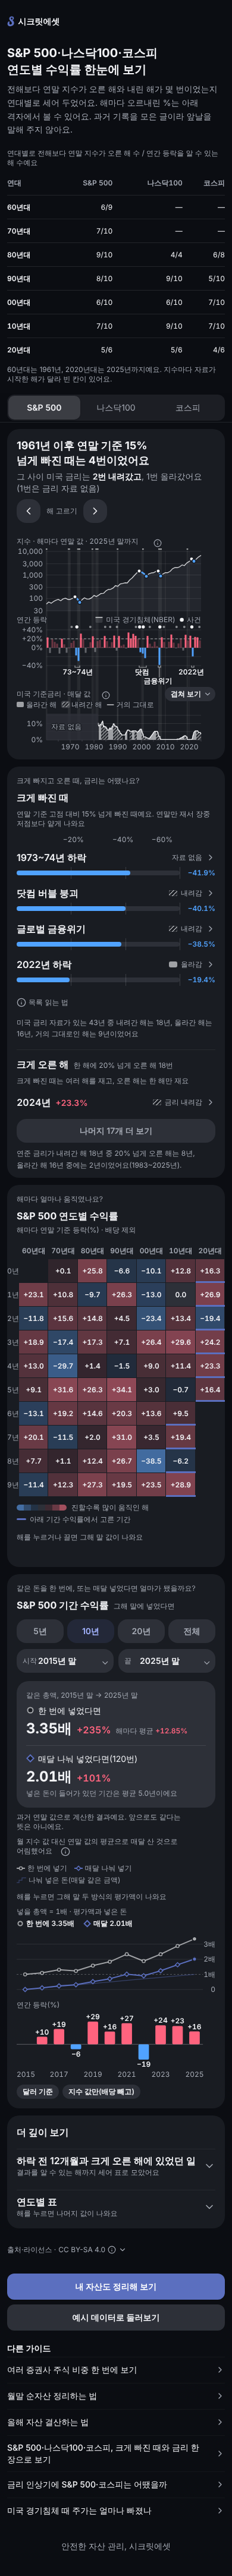 시크릿에셋
S&P 500·나스닥100·코스피
연도별 수익률 한눈에 보기
전해보다 연말 지수가 오른 해와 내린 해가 몇 번이었는지
연대별로 세어 두었어요. 해마다 오르내린 %는 아래
격자에서 볼 수 있어요. 과거 기록을 모은 글이라 앞날을
말해 주지 않아요.
연대별로 전해보다 연말 지수가 오른 해 수 / 연간 등락을 알 수 있는
해 수예요
연대 S&P 500 나스닥100 코스피
60년대 6/9 — —
70년대 7/10 — —
80년대 9/10 4/4 6/8
90년대 8/10 9/10 5/10
00년대 6/10 6/10 7/10
10년대 7/10 9/10 7/10
20년대 5/6 5/6 4/6
60년대는 1961년, 2020년대는 2025년까지예요. 지수마다 자료가
시작한 해가 달라 빈 칸이 있어요.
S&P 500 나스닥100 코스피
1961년 이후 연말 기준 15%
넘게 빠진 때는 4번이었어요
그 사이 미국 금리는 2번 내려갔고, 1번 올라갔어요
(1번은 금리 자료 없음)
해 고르기
지수 · 해마다 연말 값 · 2025년 말까지
10,000
3,000
1,000
300
100
30
연간 등락 미국 경기침체(NBER) 사건
+40%
+20%
0%
−40%
73~74년 닷컴 2022년
금융위기
미국 기준금리 · 매달 값 겹쳐 보기
올라간 해 내려간 해 거의 그대로
10% 자료 없음
0%
1970 1980 1990 2000 2010 2020
크게 빠지고 오른 때, 금리는 어땠나요?
크게 빠진 때
연말 기준 고점 대비 15% 넘게 빠진 때예요. 연말만 재서 장중
저점보다 얕게 나와요
−20% −40% −60%
1973~74년 하락 자료 없음
−41.9%
닷컴 버블 붕괴 내려감
−40.1%
글로벌 금융위기 내려감
−38.5%
2022년 하락 올라감
−19.4%
목록 읽는 법
미국 금리 자료가 있는 43년 중 내려간 해는 18년, 올라간 해는
16년, 거의 그대로인 해는 9년이었어요
크게 오른 해 한 해에 20% 넘게 오른 해 18번
크게 빠진 때는 여러 해를 재고, 오른 해는 한 해만 재요
2024년 +23.3% 금리 내려감
나머지 17개 더 보기
연준 금리가 내려간 해 18년 중 20% 넘게 오른 해는 8년,
올라간 해 16년 중에는 2년이었어요(1983~2025년).
해마다 얼마나 움직였나요?
S&P 500 연도별 수익률
해마다 연말 기준 등락률(%) · 배당 제외
60년대 70년대 80년대 90년대 00년대 10년대 20년대
0년 +0.1 +25.8 −6.6 −10.1 +12.8 +16.3
1년 +23.1 +10.8 −9.7 +26.3 −13.0 0.0 +26.9
2년 −11.8 +15.6 +14.8 +4.5 −23.4 +13.4 −19.4
3년 +18.9 −17.4 +17.3 +7.1 +26.4 +29.6 +24.2
4년 +13.0 −29.7 +1.4 −1.5 +9.0 +11.4 +23.3
5년 +9.1 +31.6 +26.3 +34.1 +3.0 −0.7 +16.4
6년 −13.1 +19.2 +14.6 +20.3 +13.6 +9.5
7년 +20.1 −11.5 +2.0 +31.0 +3.5 +19.4
8년 +7.7 +1.1 +12.4 +26.7 −38.5 −6.2
9년 −11.4 +12.3 +27.3 +19.5 +23.5 +28.9
진할수록 많이 움직인 해
아래 기간 수익률에서 고른 기간
해를 누르거나 끌면 그해 말 값이 나와요
같은 돈을 한 번에, 또는 매달 넣었다면 얼마가 됐을까요?
S&P 500 기간 수익률 그해 말에 넣었다면
5년 10년 20년 전체
시작 2015년 말 끝 2025년 말
같은 총액, 2015년 말 → 2025년 말
한 번에 넣었다면
3.35배 +235% 해마다 평균 +12.85%
매달 나눠 넣었다면(120번)
2.01배 +101%
넣은 돈이 들어가 있던 기간은 평균 5.0년이에요
과거 연말 값으로 계산한 결과예요. 앞으로도 같다는
뜻은 아니에요.
월 지수 값 대신 연말 값의 평균으로 매달 산 것으로
어림했어요
한 번에 넣기 매달 나눠 넣기
나눠 넣은 돈(매달 같은 금액)
해를 누르면 그해 말 두 방식의 평가액이 나와요
넣을 총액 = 1배 · 평가액과 넣은 돈
한 번에 3.35배 매달 2.01배
3배
2배
1배
0
연간 등락(%)
+10 +19 −6 +29 +16 +27 −19 +24 +23 +16
2015 2017 2019 2021 2023 2025
달러 기준 지수 값만(배당 빼고)
더 깊이 보기
하락 전 12개월과 크게 오른 해에 있었던 일
결과를 알 수 있는 해까지 세어 표로 모았어요
연도별 표
해를 누르면 나머지 값이 나와요
출처·라이선스 · CC BY-SA 4.0
내 자산도 정리해 보기
예시 데이터로 둘러보기
다른 가이드
여러 증권사 주식 비중 한 번에 보기
월말 순자산 정리하는 법
올해 자산 결산하는 법
S&P 500·나스닥100·코스피, 크게 빠진 때와 금리 한
장으로 보기
금리 인상기에 S&P 500·코스피는 어땠을까
미국 경기침체 때 주가는 얼마나 빠졌나
안전한 자산 관리, 시크릿에셋